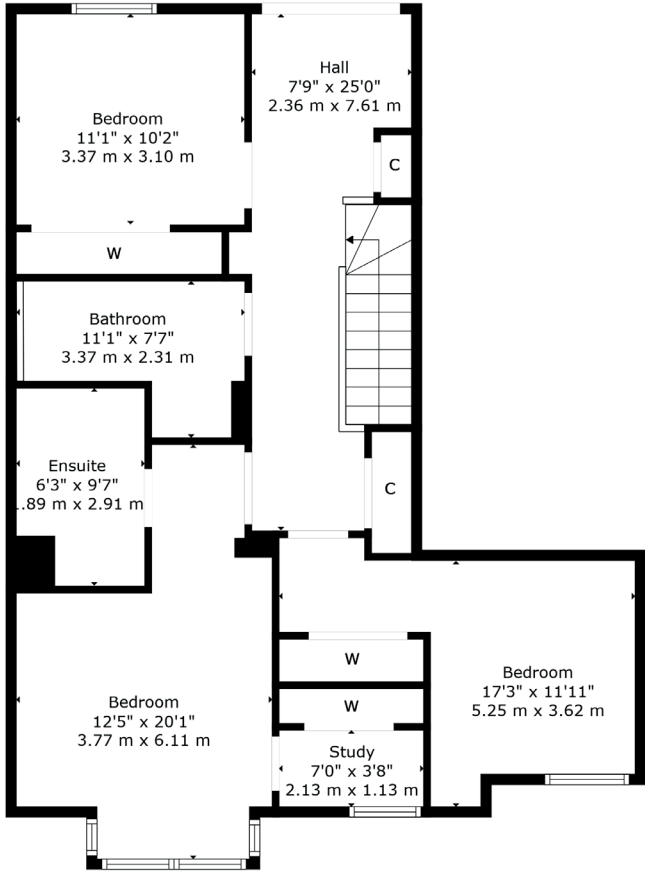 Hall
7'9" x 25'0"
2.36 m x 7.61 m
Bedroom
11'1" x 10'2"
3.37 m x 3.10 m
C
W
Bathroom
11'1" x 7'7"
3.37 m x 2.31 m
Ensuite
6'3" x 9'7"
.89 m x 2.91 m
C
W
Bedroom
17'3" x 11'11"
5.25 m x 3.62 m
Bedroom
12'5" x 20'1"
3.77 m x 6.11 m
W
Study
7'0" x 3'8"
2.13 m x 1.13 m